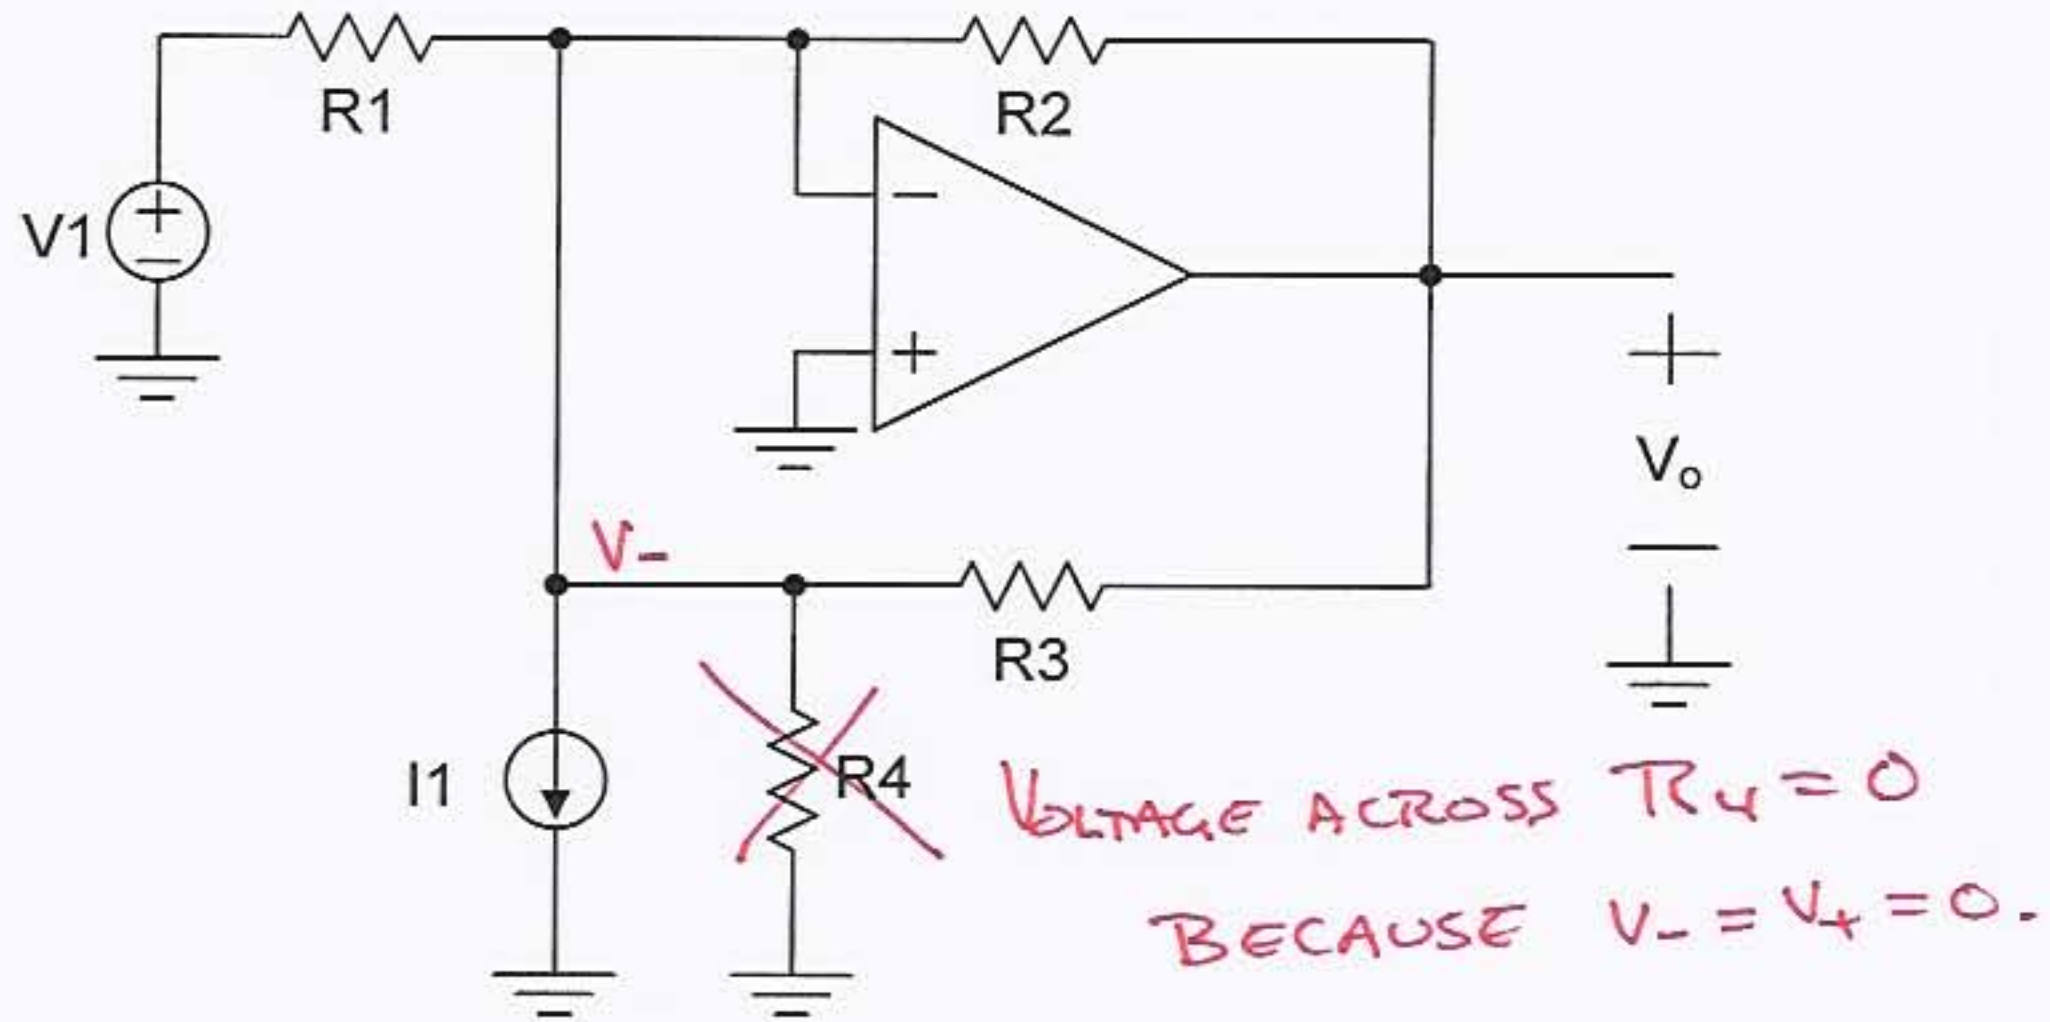 R1
R2
V1
+
−
−
+
+
Vₒ
−
V-
R3
I1
R4
VOLTAGE ACROSS R4 = 0
BECAUSE V- = V+ = 0.